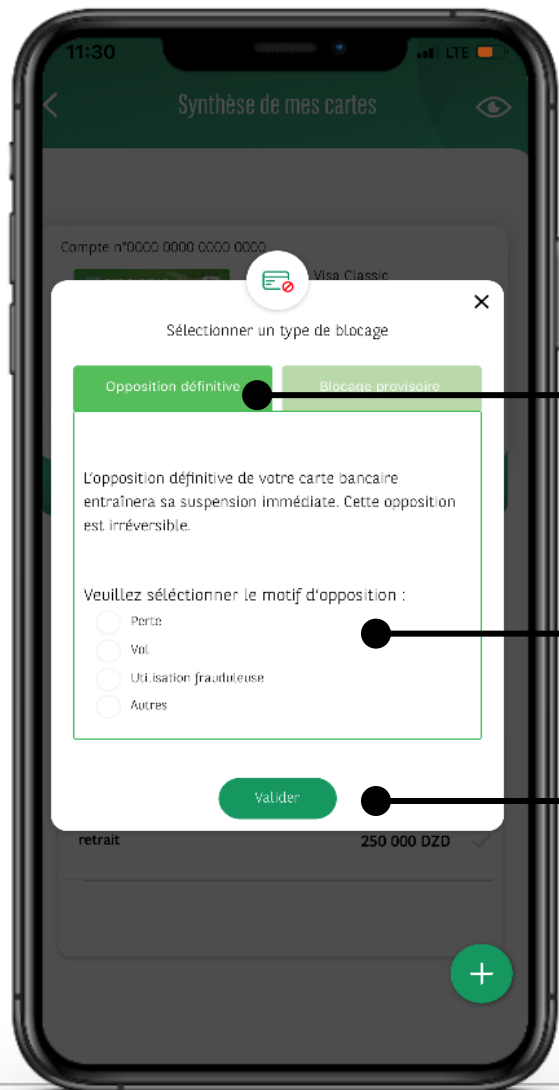 11:30
LTE
Synthèse de mes cartes
Compte n°0000 0000 0000 0000
Visa Classic
Sélectionner un type de blocage
Opposition définitive
Blocage provisoire
L'opposition définitive de votre carte bancaire
entraînera sa suspension immédiate. Cette opposition
est irréversible.
Veuillez séléctionner le motif d'opposition :
Perte
Vol
Utilisation frauduleuse
Autres
Valider
retrait
250 000 DZD